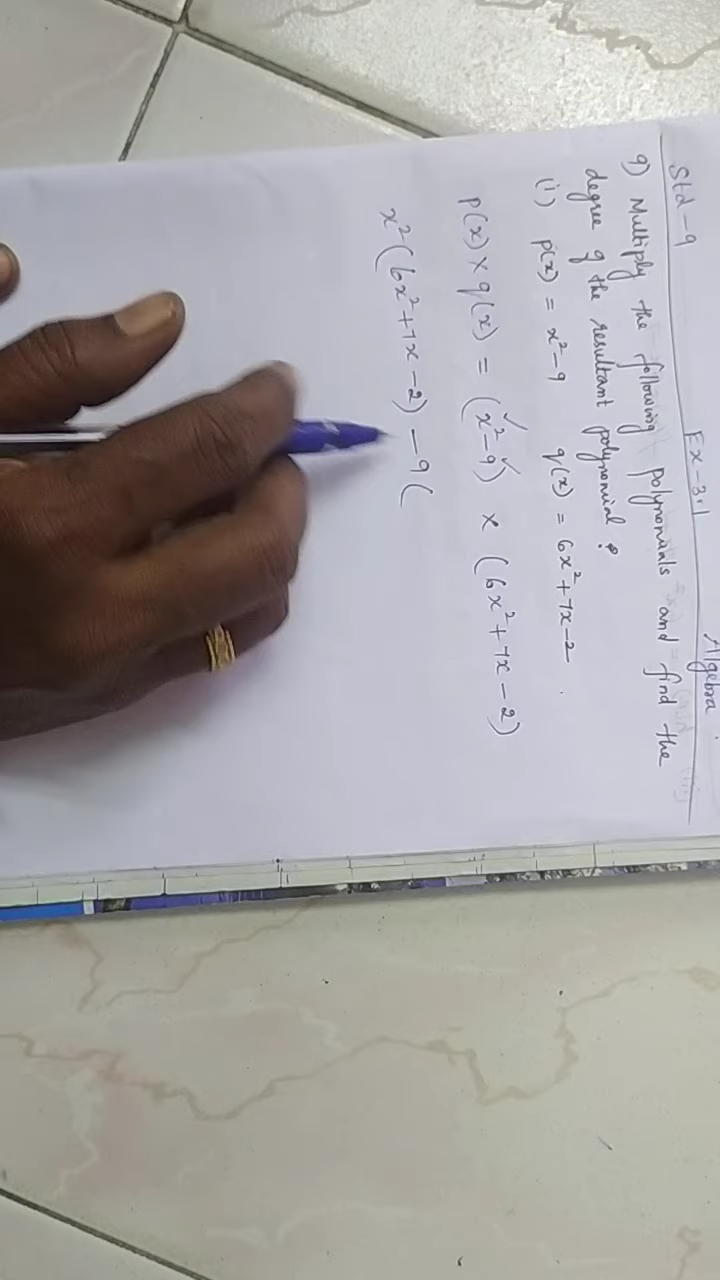 Std - 9 Ex - 3.1 Algebra
9) Multiply the following polynomials and find the
degree of the resultant polynomial ?
(i) p(x) = x² - 9 q(x) = 6x² + 7x - 2
p(x) × q(x) = (x² - 9) × (6x² + 7x - 2)
x² (6x² + 7x - 2) - 9 (